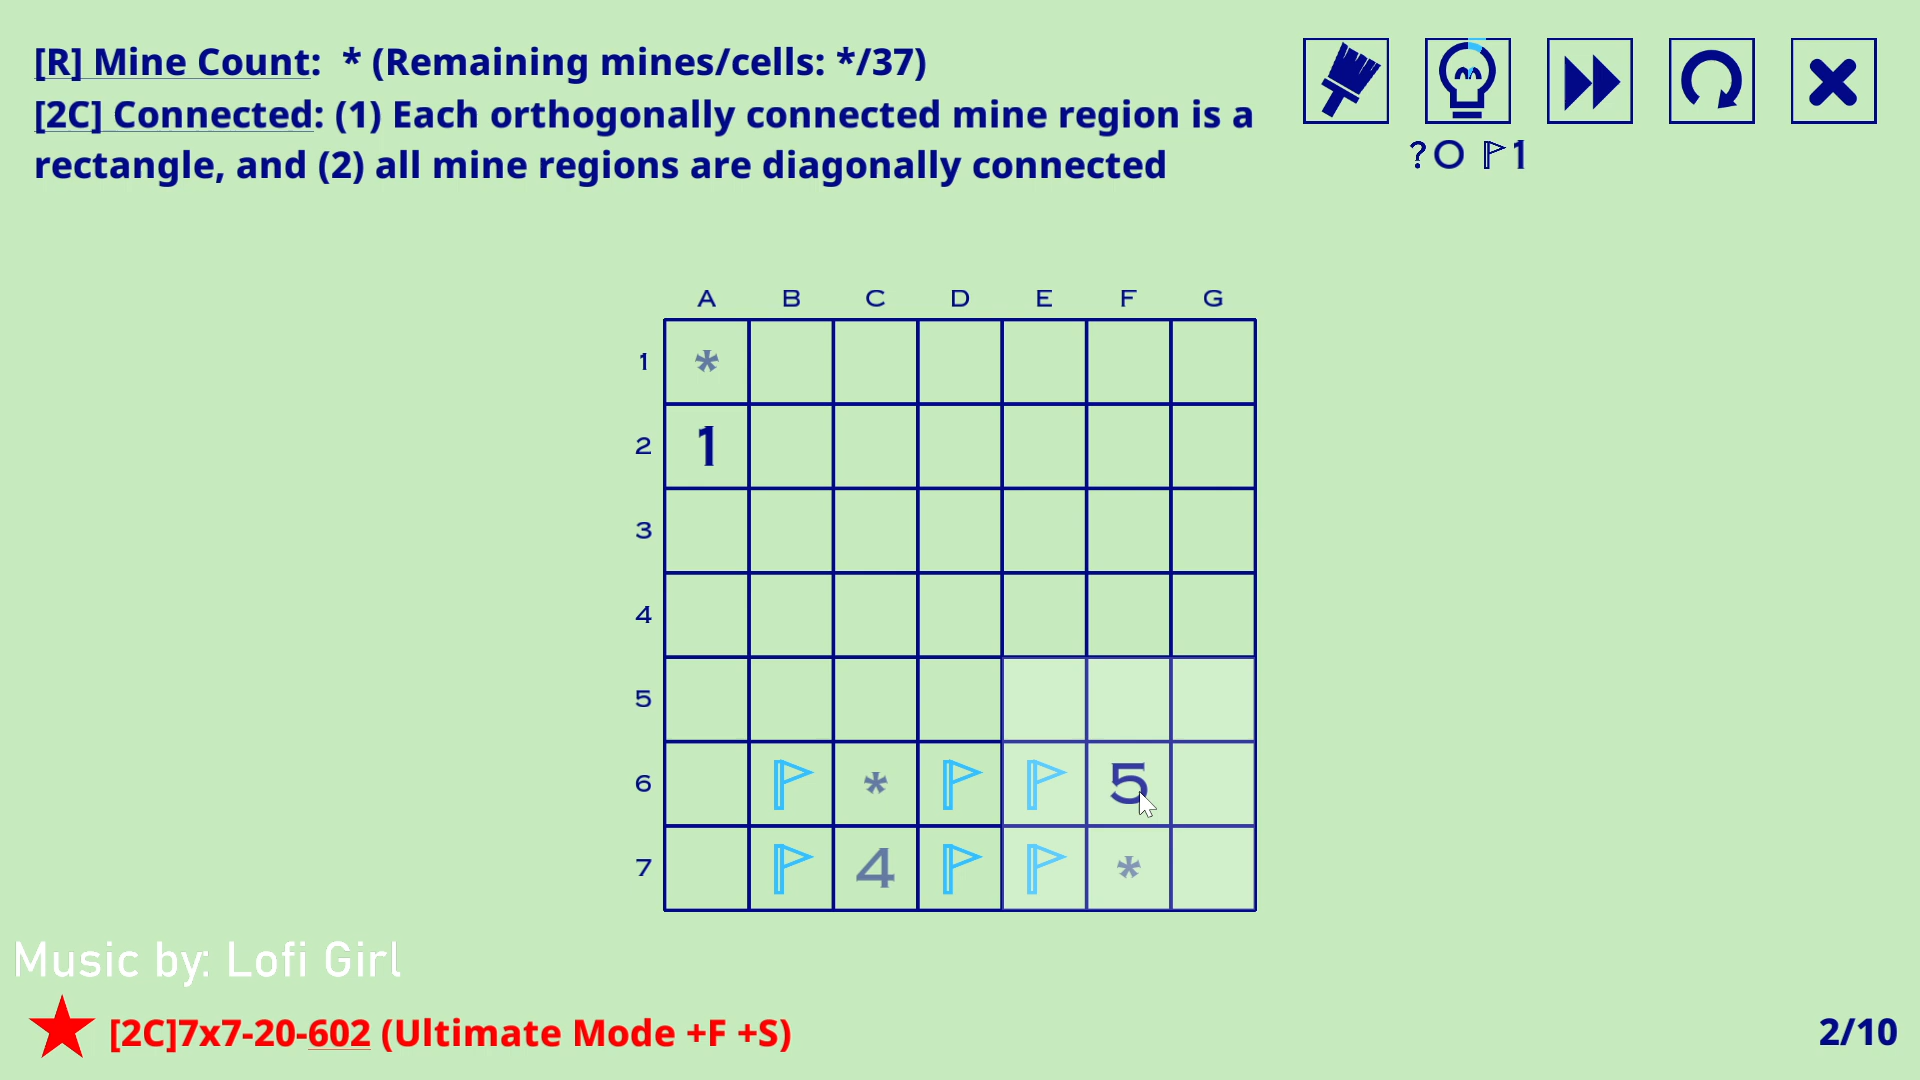 [R] Mine Count:  * (Remaining mines/cells: */37)
[2C] Connected: (1) Each orthogonally connected mine region is a
rectangle, and (2) all mine regions are diagonally connected
? 1
A B C D E F G
1 *
2 1
3
4
5
6 * 5
7 4 *
Music by: Lofi Girl
[2C]7x7-20-602 (Ultimate Mode +F +S)
2/10